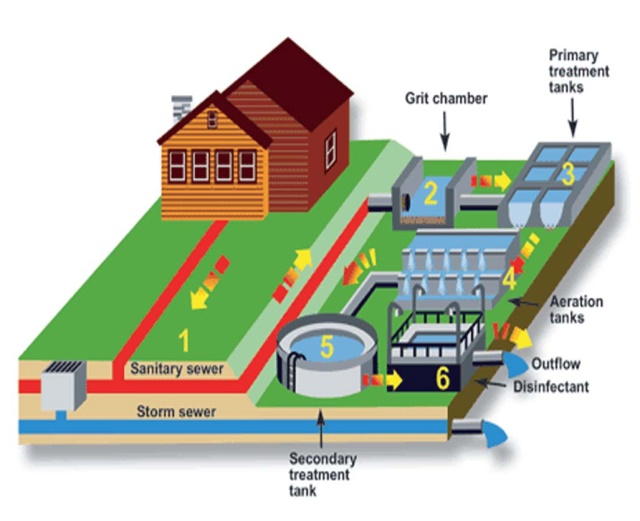 Primary
treatment
tanks
Grit chamber
2
3
4
Aeration
tanks
1
5
6
Outflow
Disinfectant
Sanitary sewer
Storm sewer
Secondary
treatment
tank